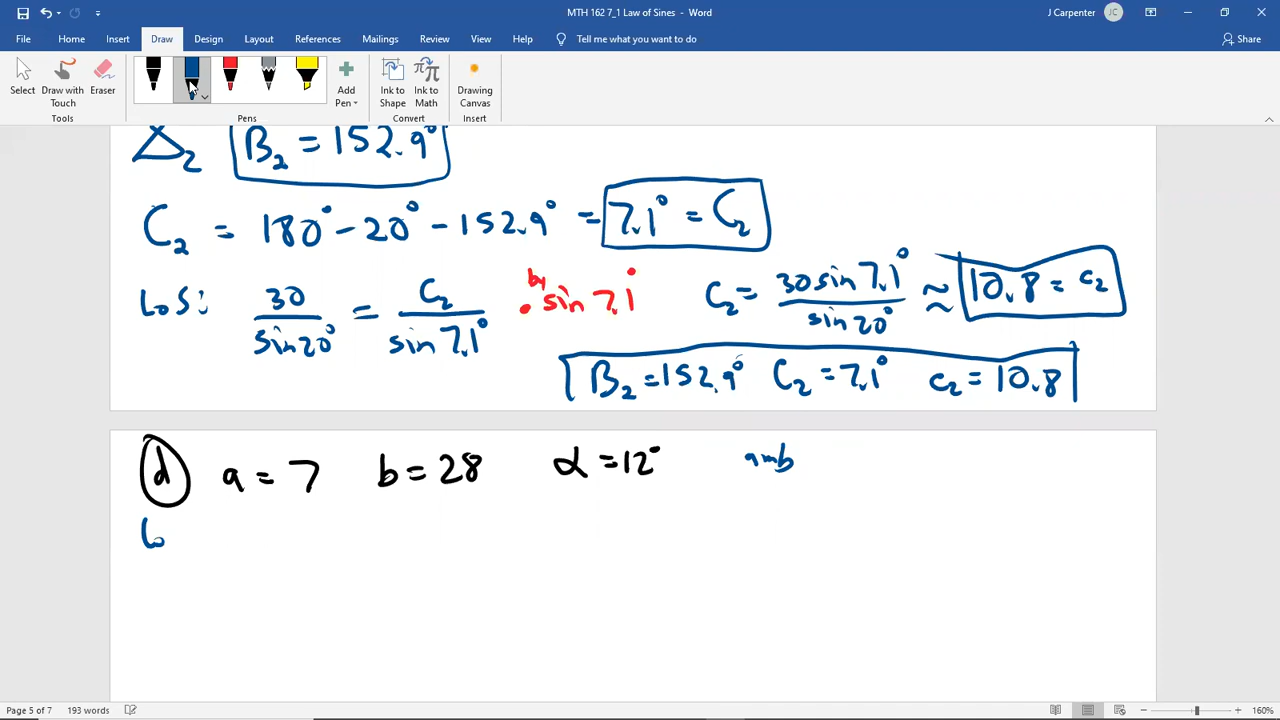 MTH 162 7_1 Law of Sines - Word
J Carpenter JC
File Home Insert Draw Design Layout References Mailings Review View Help Tell me what you want to do Share
Select Draw with Touch Eraser Add Pen Ink to Shape Ink to Math Drawing Canvas
Tools Pens Convert Insert
△₂ B₂ = 152.9°
C₂ = 180° - 20° - 152.9° = 7.1° = C₂
LoS: 30/sin 20° = C₂/sin 7.1° • by sin 7.1° C₂ = 30 sin 7.1°/sin 20° ≈ 10.8 = c₂
B₂ = 152.9° C₂ = 7.1° c₂ = 10.8
d a = 7 b = 28 α = 12° amb
Lo
Page 5 of 7 193 words 160%